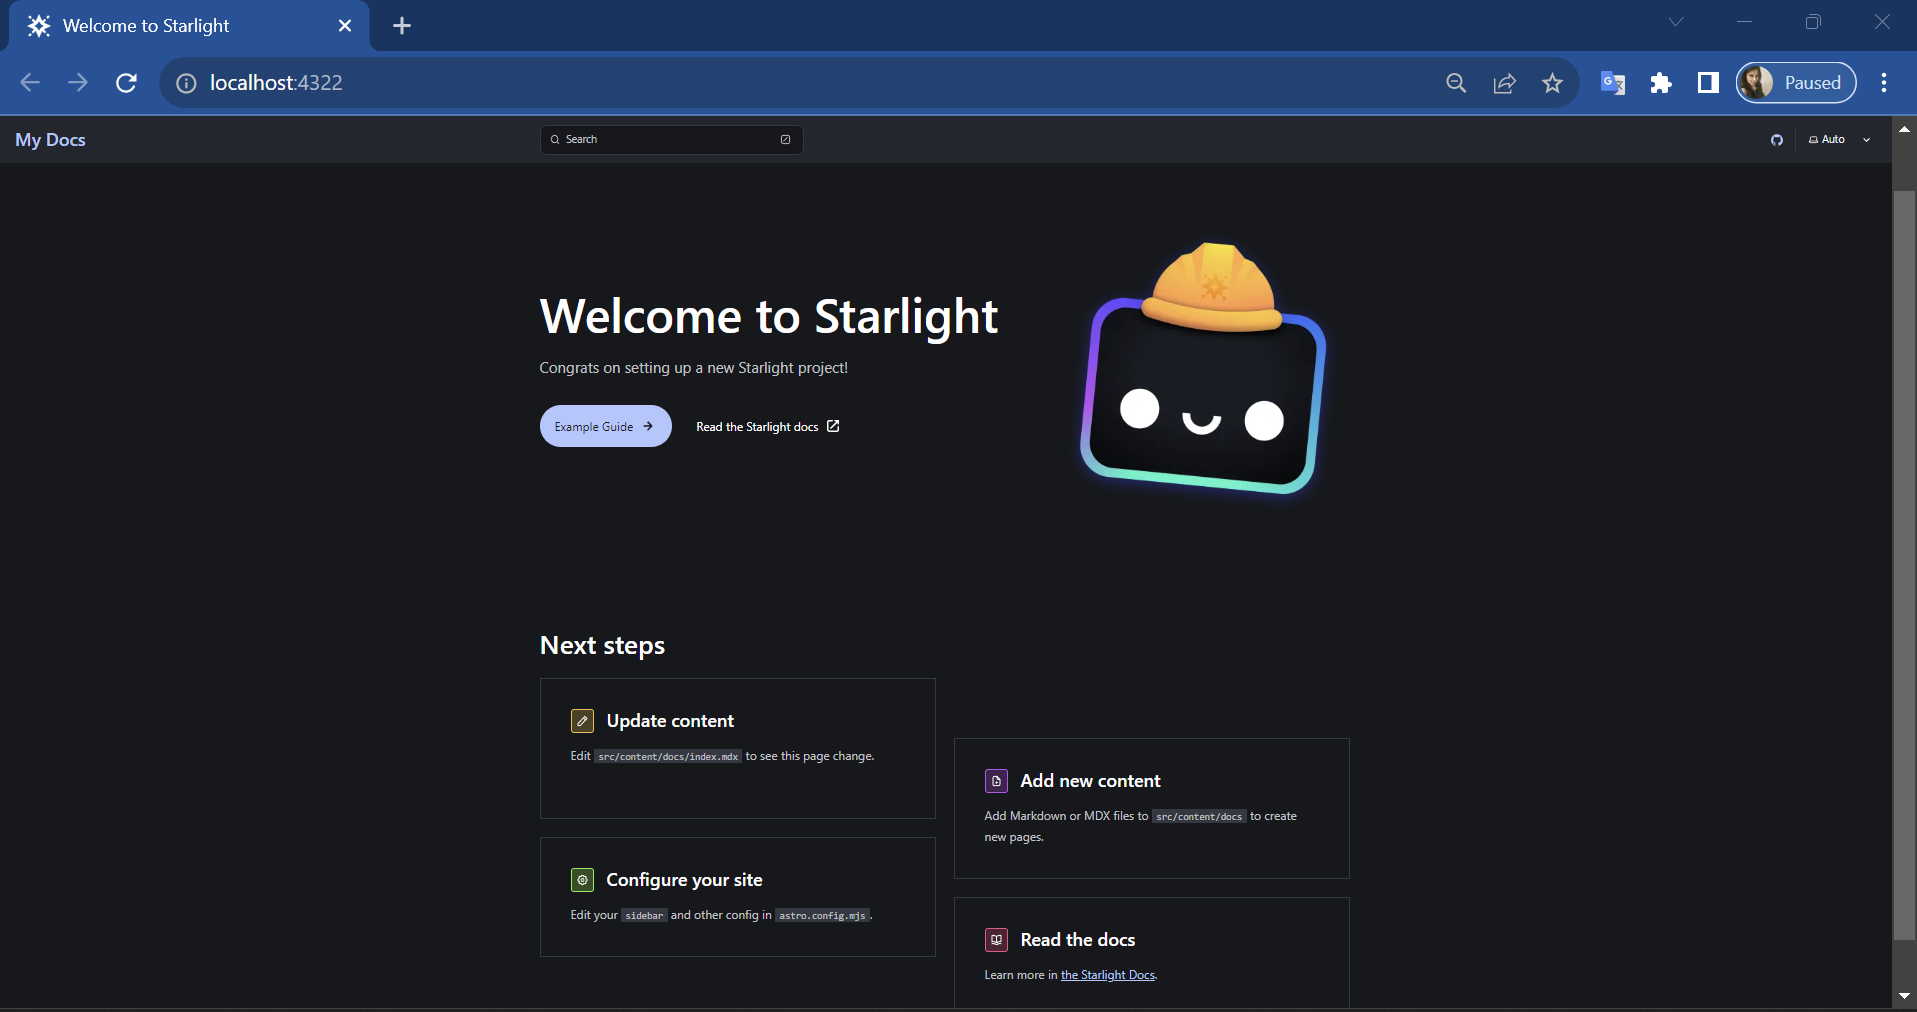 Welcome to Starlight
localhost:4322
Paused
My Docs
Search
Auto
Welcome to Starlight
Congrats on setting up a new Starlight project!
Example Guide
Read the Starlight docs
Next steps
Update content
Edit src/content/docs/index.mdx to see this page change.
Add new content
Add Markdown or MDX files to src/content/docs to create
new pages.
Configure your site
Edit your sidebar and other config in astro.config.mjs.
Read the docs
Learn more in the Starlight Docs.